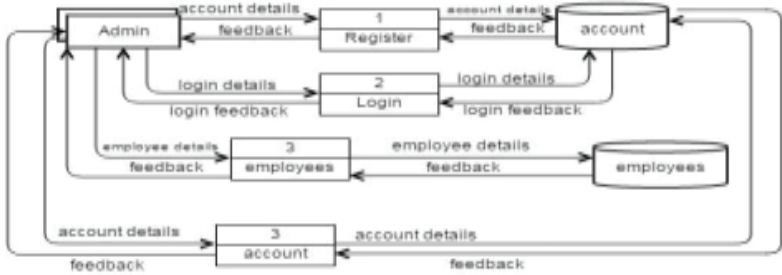 account details 1 account details
Admin feedback Register feedback account
login details 2 login details
login feedback Login login feedback
employee details 3 employee details
feedback employees feedback employees
account details 3 account details
feedback account feedback